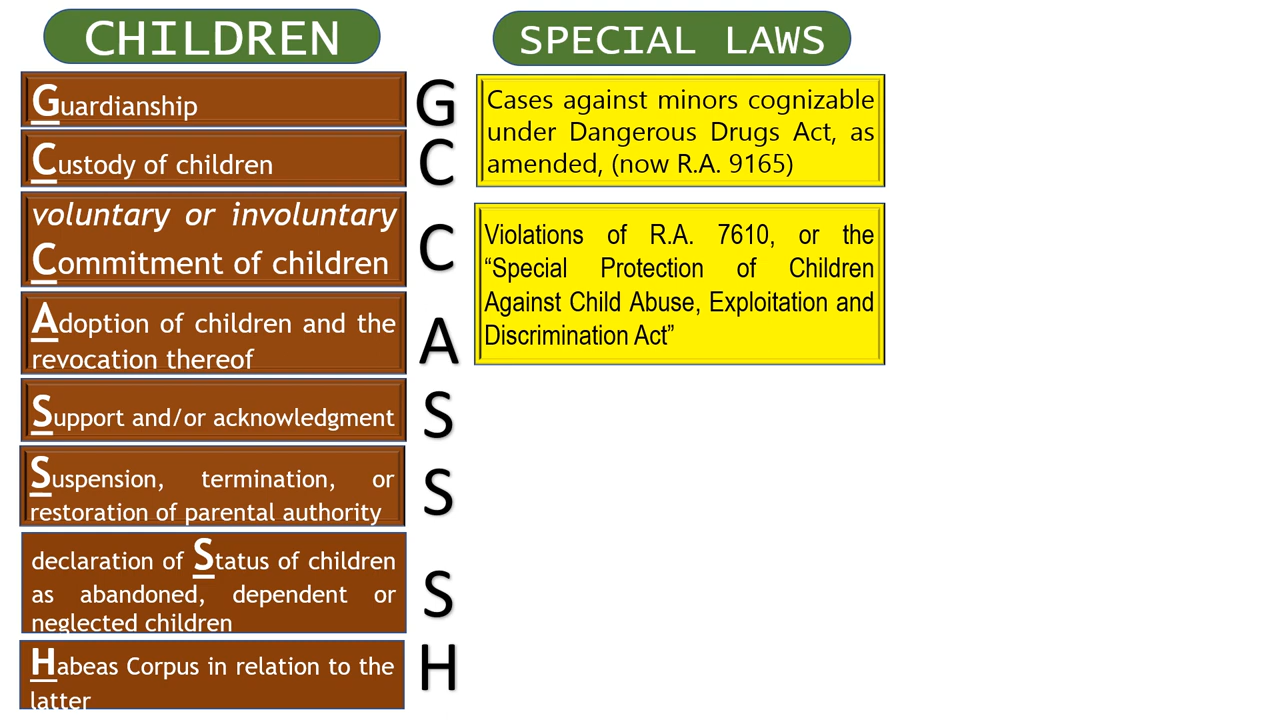 CHILDREN
Guardianship
Custody of children
voluntary or involuntary
Commitment of children
Adoption of children and the
revocation thereof
Support and/or acknowledgment
Suspension, termination, or
restoration of parental authority
declaration of Status of children
as abandoned, dependent or
neglected children
Habeas Corpus in relation to the
latter
G
C
C
A
S
S
S
H
SPECIAL LAWS
Cases against minors cognizable
under Dangerous Drugs Act, as
amended, (now R.A. 9165)
Violations of R.A. 7610, or the
“Special Protection of Children
Against Child Abuse, Exploitation and
Discrimination Act”